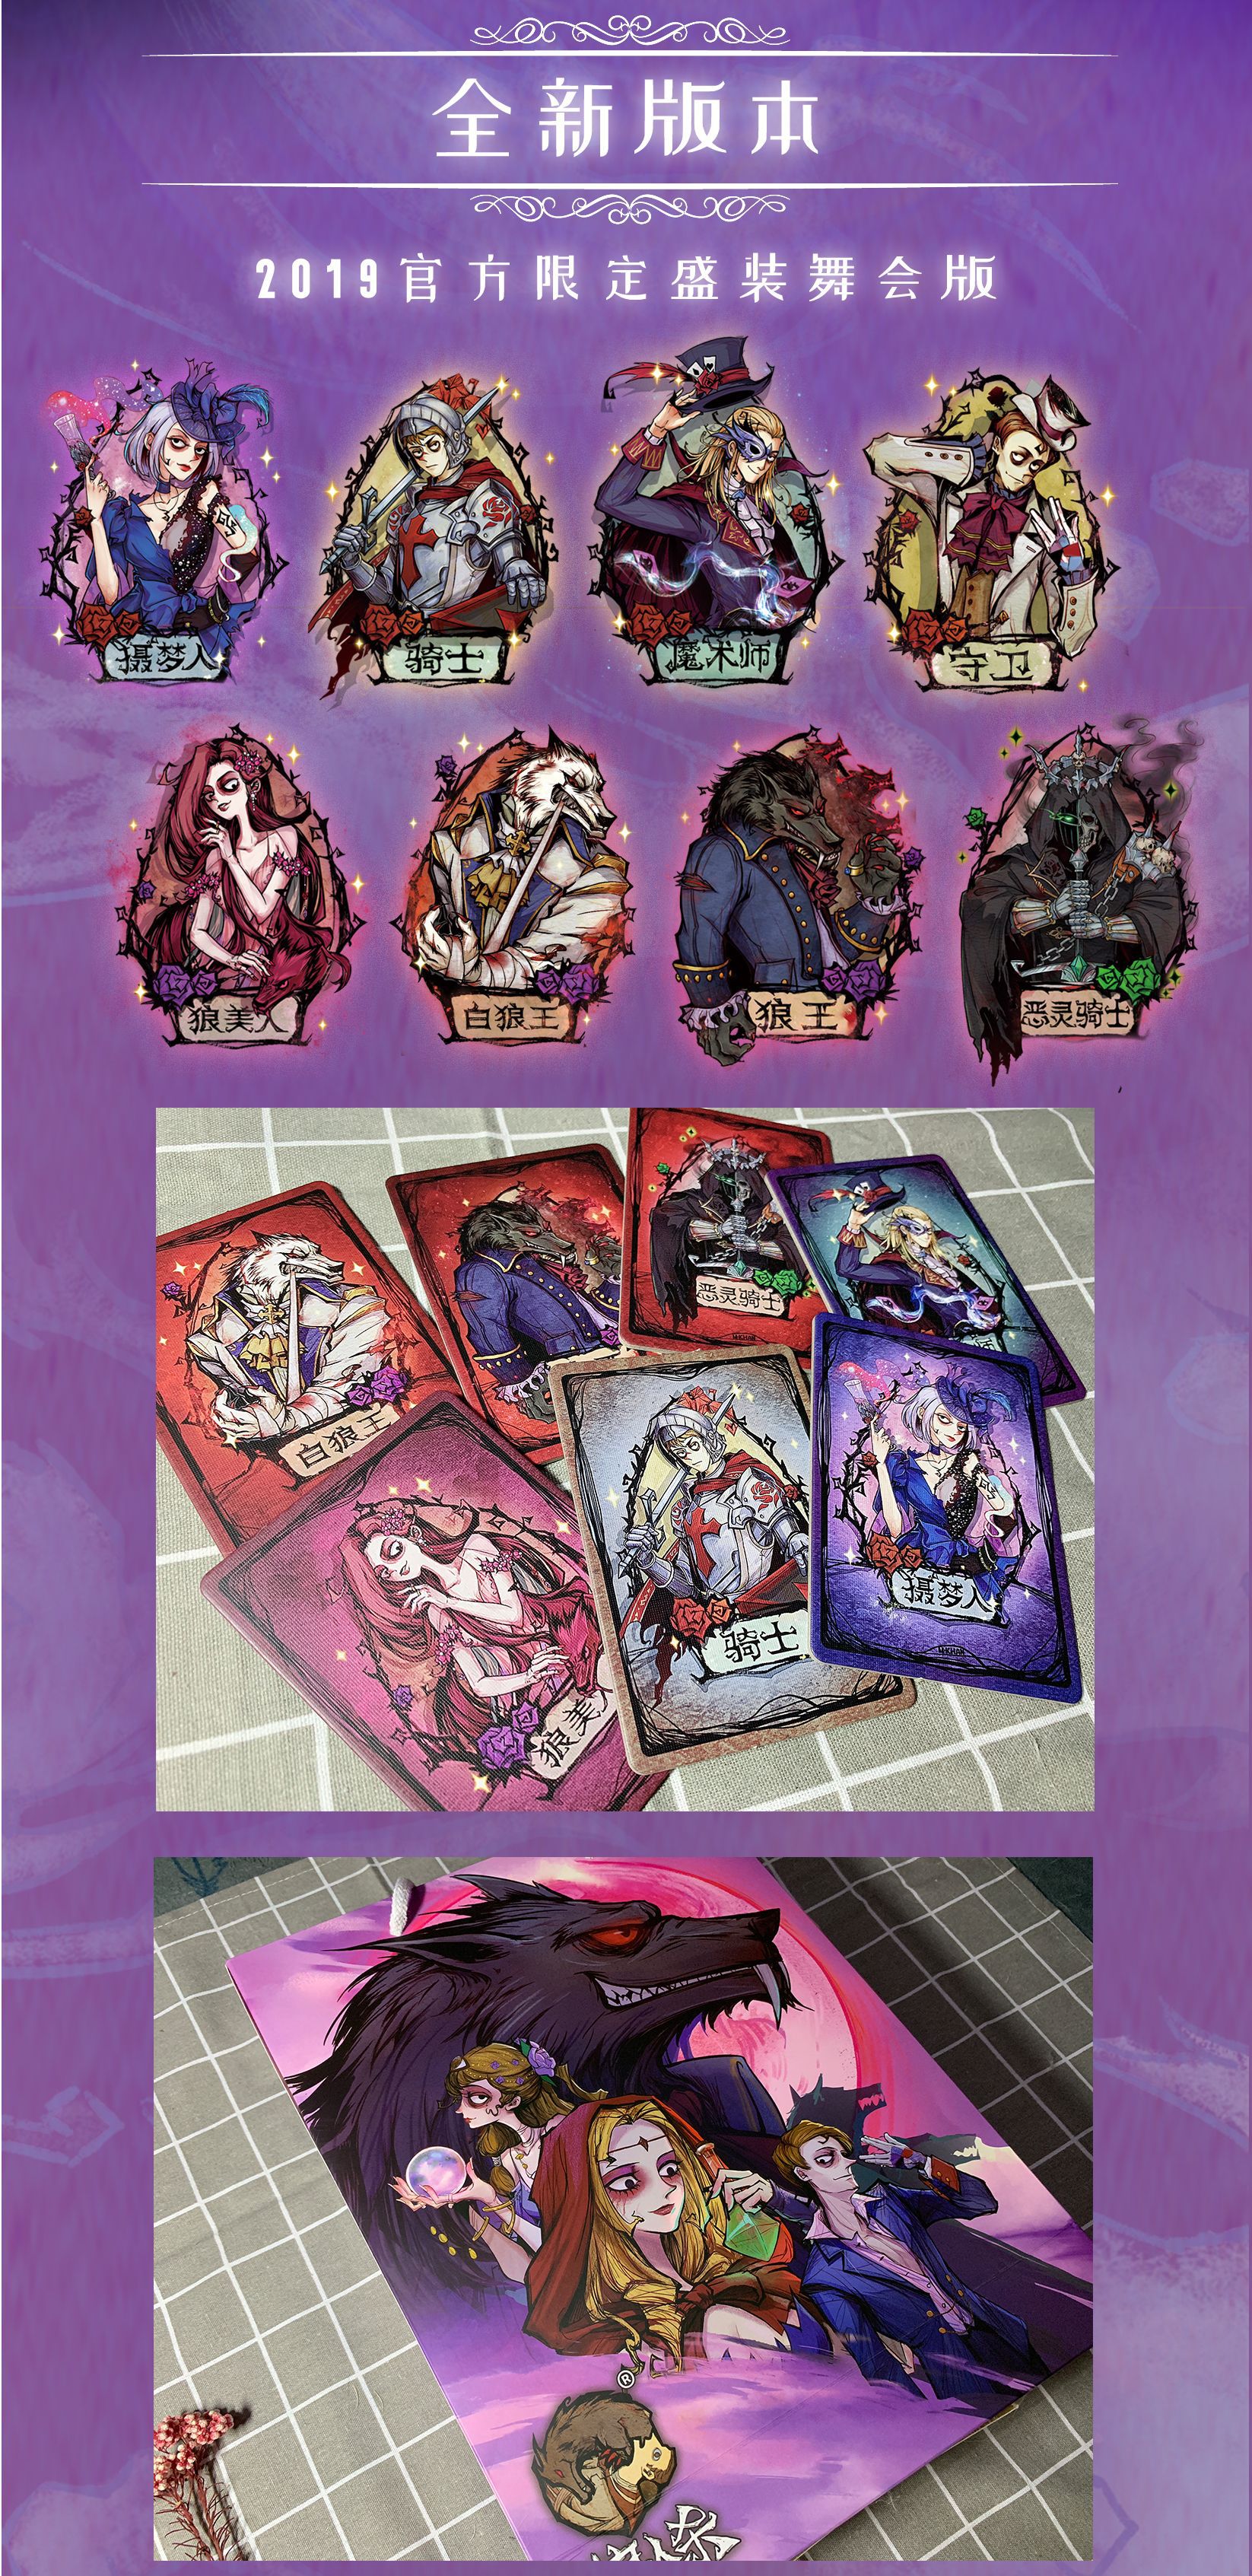 全新版本
2019官方限定盛装舞会版
摄梦人
骑士
魔术师
守卫
狼美人
白狼王
狼王
恶灵骑士
恶灵骑士
白狼王
摄梦人
骑士
狼美
®